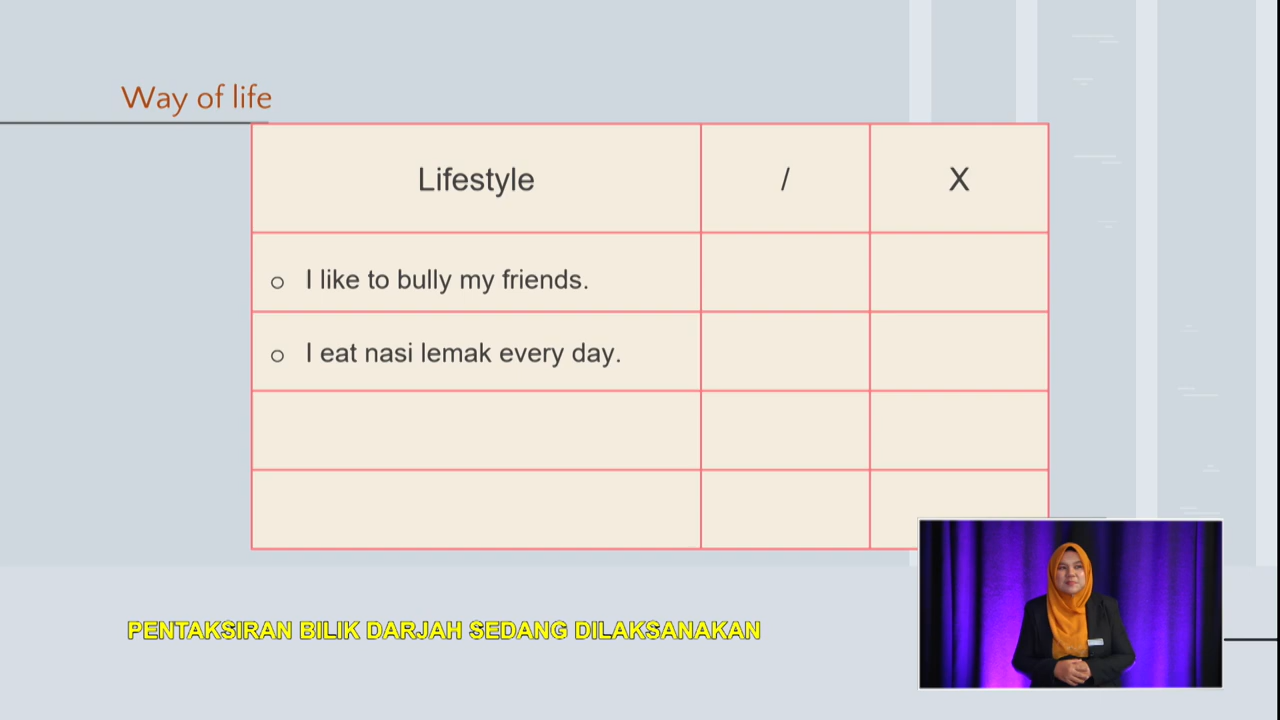 Way of life
Lifestyle / X
o I like to bully my friends.
o I eat nasi lemak every day.
PENTAKSIRAN BILIK DARJAH SEDANG DILAKSANAKAN